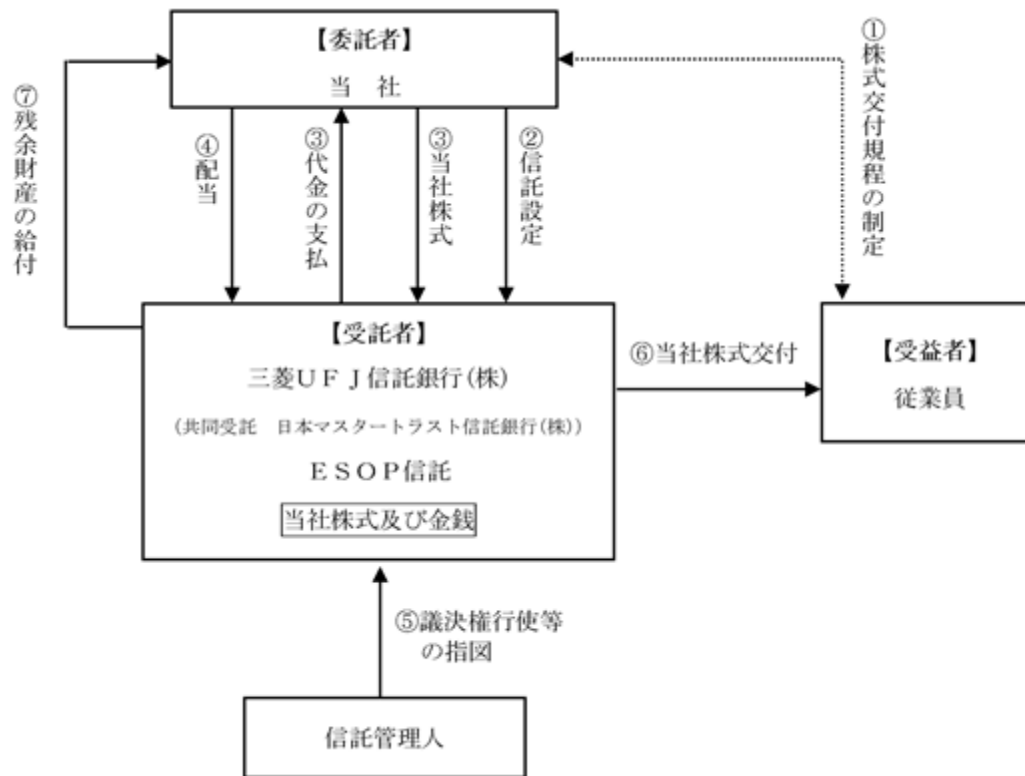 【委託者】
当　社
①株式交付規程の制定
⑦残余財産の給付
④配当
③代金の支払
③当社株式
②信託設定
【受託者】
三菱ＵＦＪ信託銀行(株)
（共同受託　日本マスタートラスト信託銀行(株)）
ＥＳＯＰ信託
当社株式及び金銭
⑥当社株式交付
【受益者】
従業員
⑤議決権行使等
の指図
信託管理人